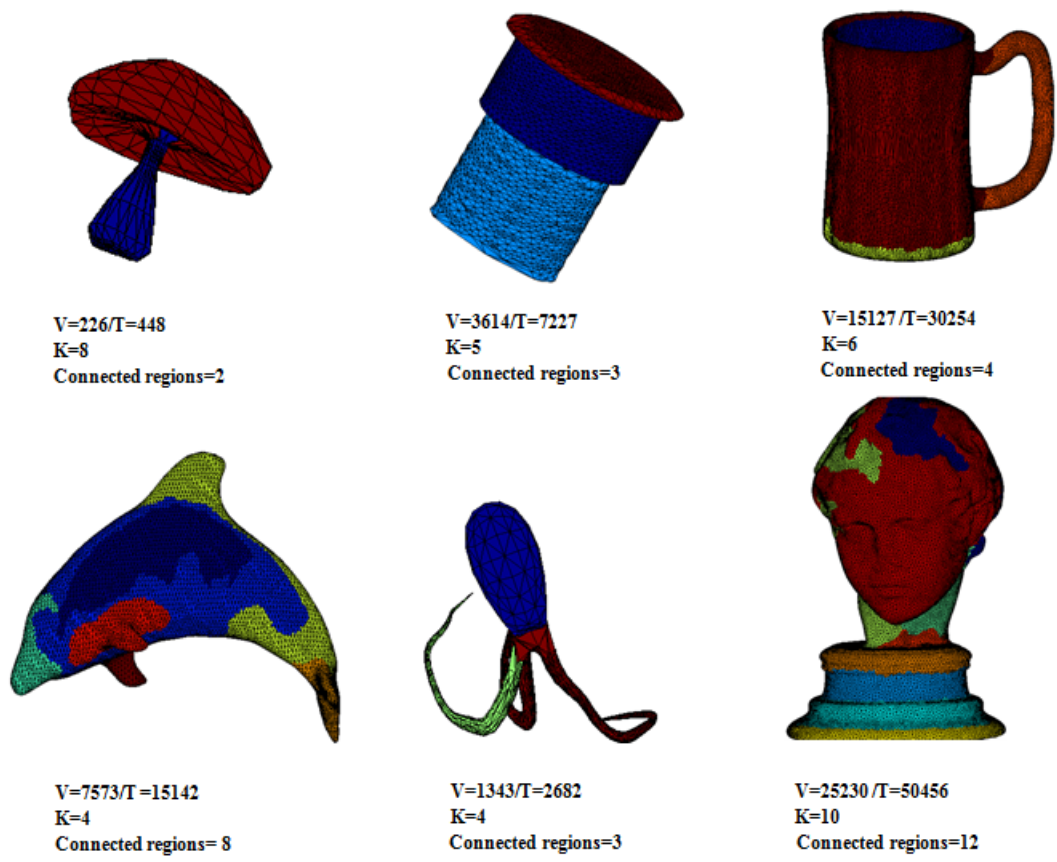 V=226/T=448
K=8
Connected regions=2
V=3614/T=7227
K=5
Connected regions=3
V=15127/T=30254
K=6
Connected regions=4
V=7573/T=15142
K=4
Connected regions= 8
V=1343/T=2682
K=4
Connected regions=3
V=25230/T=50456
K=10
Connected regions=12